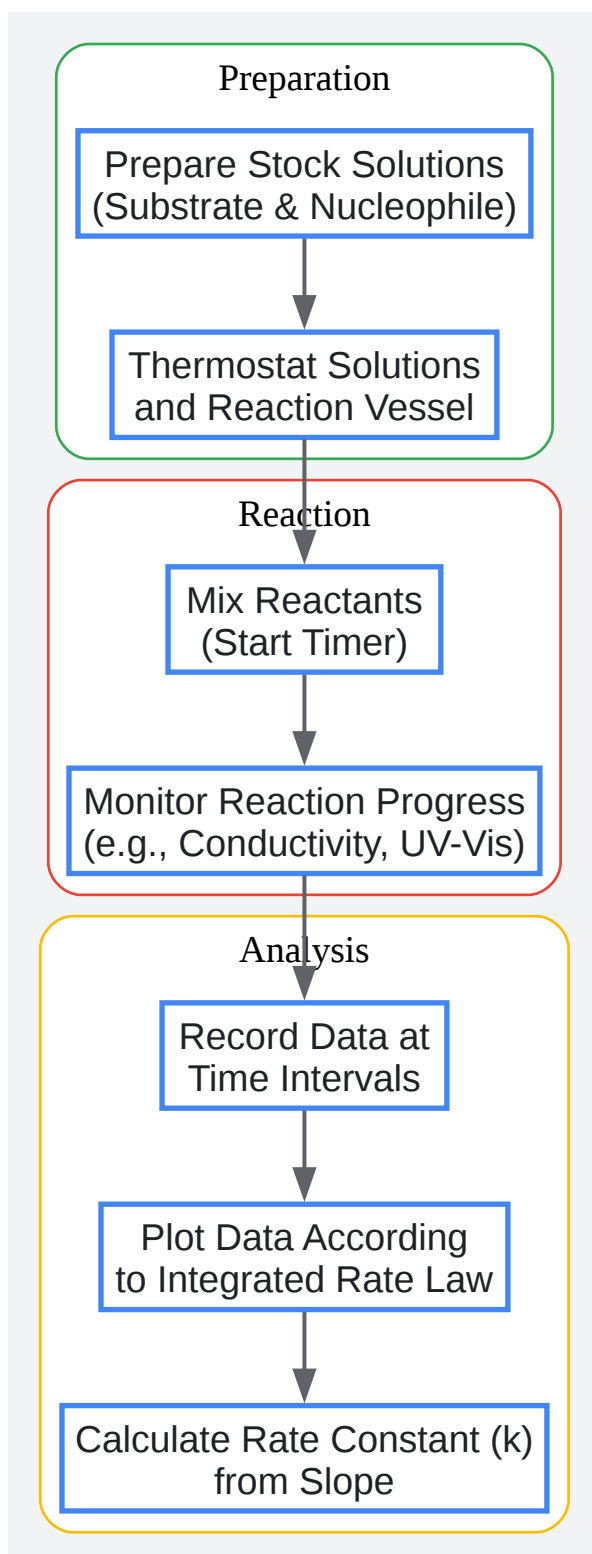 Preparation
Prepare Stock Solutions
(Substrate & Nucleophile)
Thermostat Solutions
and Reaction Vessel
Reaction
Mix Reactants
(Start Timer)
Monitor Reaction Progress
(e.g., Conductivity, UV-Vis)
Analysis
Record Data at
Time Intervals
Plot Data According
to Integrated Rate Law
Calculate Rate Constant (k)
from Slope